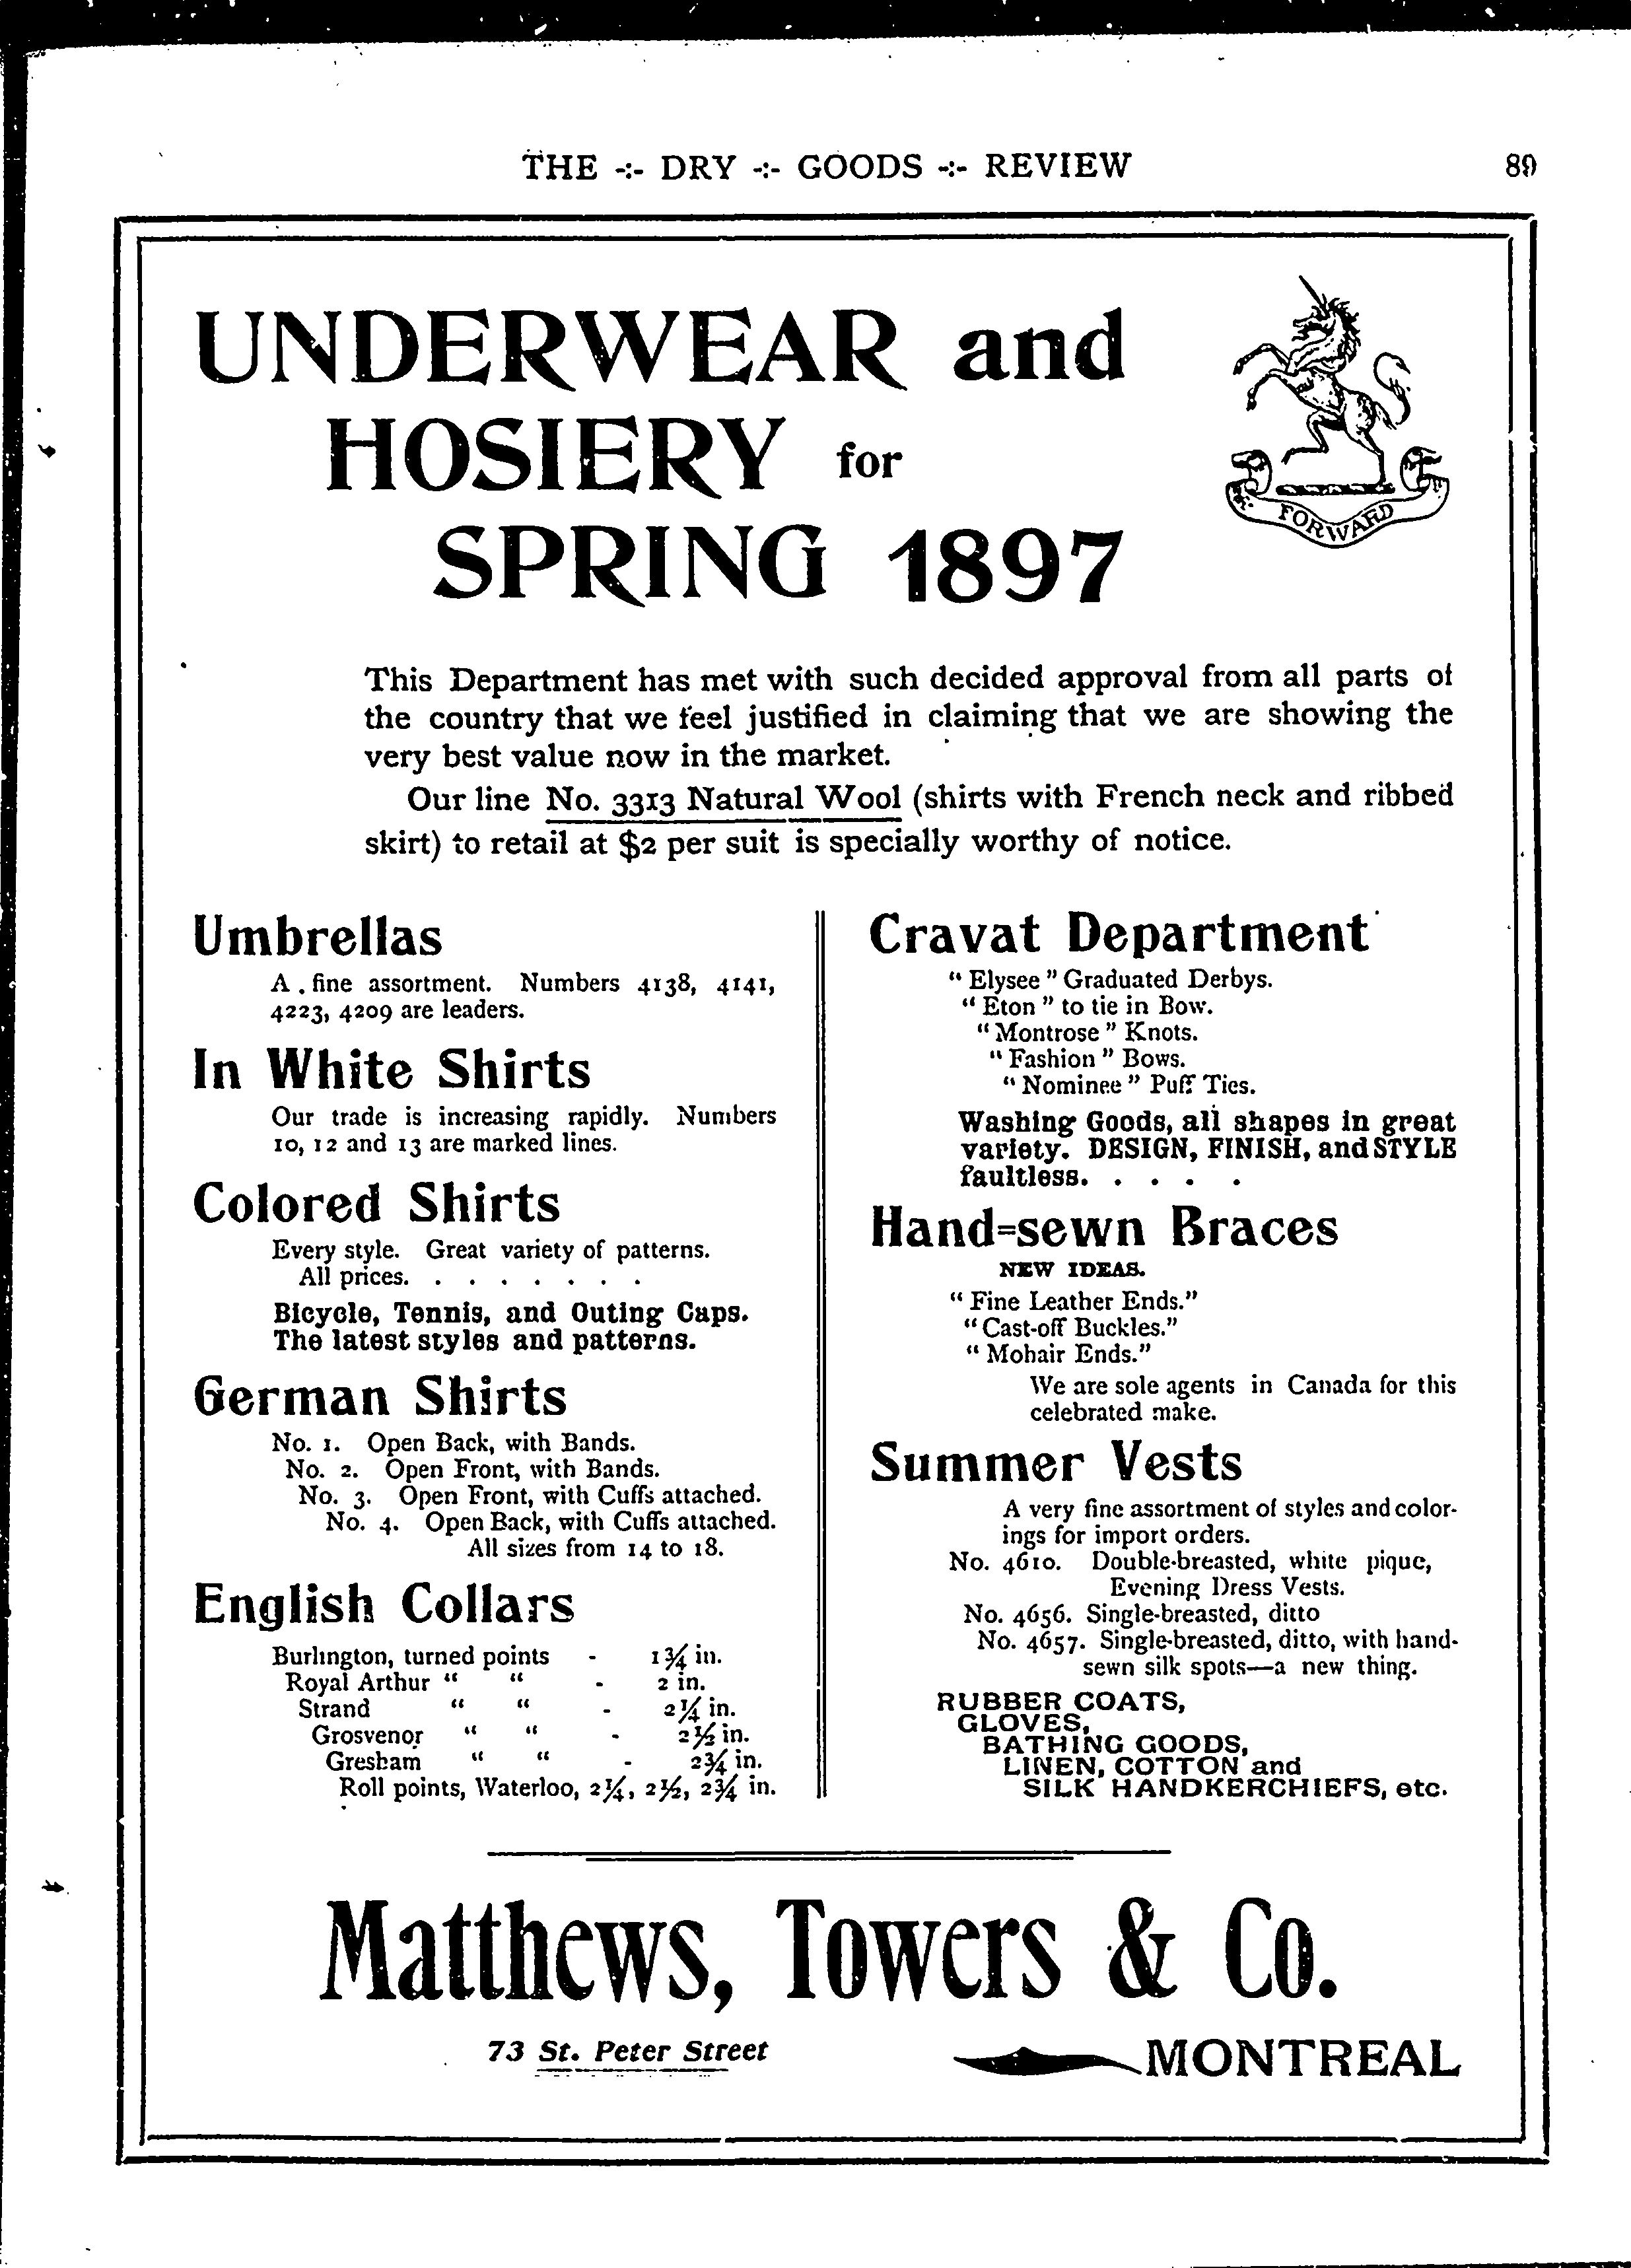 THE -:- DRY -:- GOODS -:- REVIEW
89
UNDERWEAR and
HOSIERY for
SPRING 1897
FORWARD
This Department has met with such decided approval from all parts of
the country that we feel justified in claiming that we are showing the
very best value now in the market.
Our line No. 3313 Natural Wool (shirts with French neck and ribbed
skirt) to retail at $2 per suit is specially worthy of notice.
Umbrellas
A fine assortment. Numbers 4138, 4141,
4223, 4209 are leaders.
In White Shirts
Our trade is increasing rapidly. Numbers
10, 12 and 13 are marked lines.
Colored Shirts
Every style. Great variety of patterns.
All prices. . . . . . . .
Bicycle, Tennis, and Outing Caps.
The latest styles and patterns.
German Shirts
No. 1. Open Back, with Bands.
No. 2. Open Front, with Bands.
No. 3. Open Front, with Cuffs attached.
No. 4. Open Back, with Cuffs attached.
All sizes from 14 to 18.
English Collars
Burlington, turned points - 1¾ in.
Royal Arthur " " - 2 in.
Strand " " - 2¼ in.
Grosvenor " " - 2½ in.
Gresham " " - 2¾ in.
Roll points, Waterloo, 2¼, 2½, 2¾ in.
Cravat Department
"Elysee" Graduated Derbys.
"Eton" to tie in Bow.
"Montrose" Knots.
"Fashion" Bows.
"Nominee" Puff Ties.
Washing Goods, all shapes in great
variety. DESIGN, FINISH, and STYLE
faultless. . . . .
Hand-sewn Braces
NEW IDEAS.
"Fine Leather Ends."
"Cast-off Buckles."
"Mohair Ends."
We are sole agents in Canada for this
celebrated make.
Summer Vests
A very fine assortment of styles and color-
ings for import orders.
No. 4610. Double-breasted, white pique,
Evening Dress Vests.
No. 4656. Single-breasted, ditto
No. 4657. Single-breasted, ditto, with hand-
sewn silk spots—a new thing.
RUBBER COATS,
GLOVES,
BATHING GOODS,
LINEN, COTTON and
SILK HANDKERCHIEFS, etc.
Matthews, Towers & Co.
73 St. Peter Street
MONTREAL